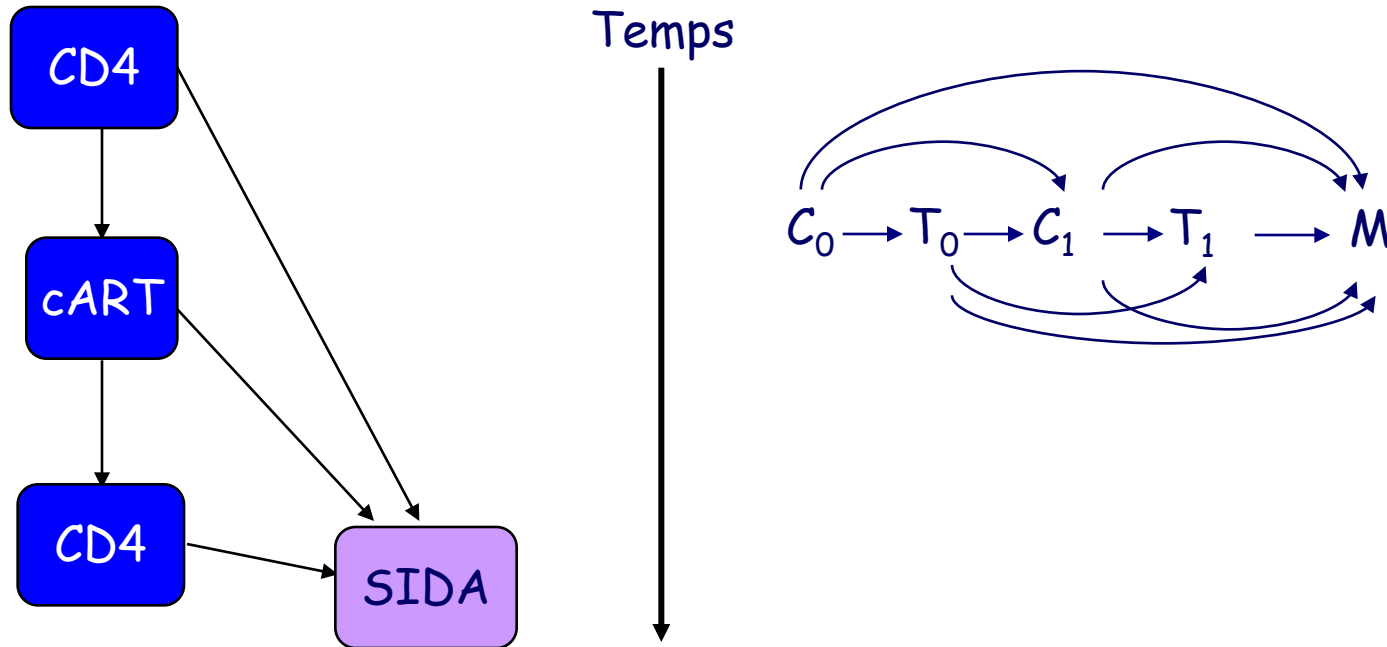 CD4
cART
CD4
SIDA
Temps
C₀ T₀ C₁ T₁ M